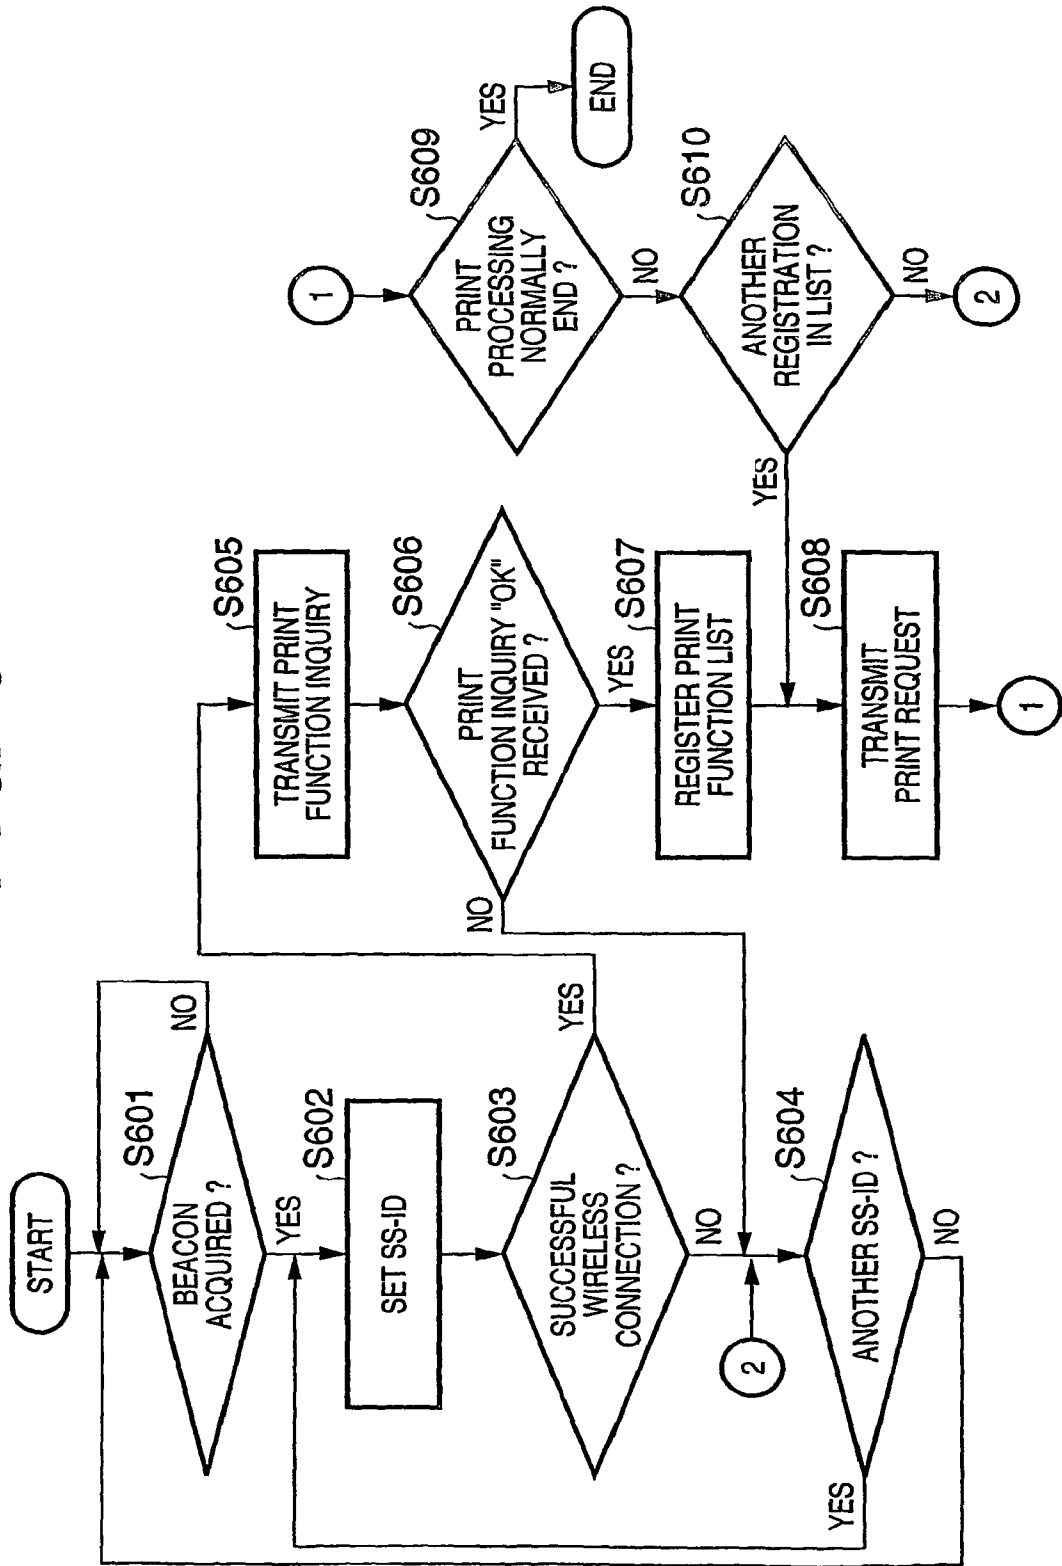 START
S601
BEACON
ACQUIRED ?
NO
YES
S602
SET SS-ID
S603
SUCCESSFUL
WIRELESS
CONNECTION ?
YES
NO
2
S604
ANOTHER SS-ID ?
YES
NO
S605
TRANSMIT PRINT
FUNCTION INQUIRY
S606
PRINT
FUNCTION INQUIRY "OK"
RECEIVED ?
NO
YES
S607
REGISTER PRINT
FUNCTION LIST
S608
TRANSMIT
PRINT REQUEST
1
1
S609
PRINT
PROCESSING
NORMALLY
END ?
YES
END
NO
S610
ANOTHER
REGISTRATION
IN LIST ?
YES
NO
2